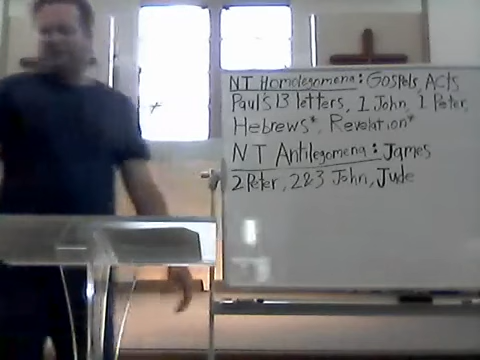 NT Homolegomena: Gospels, Acts
Paul's 13 letters, 1 John, 1 Peter,
Hebrews*, Revelation*
NT Antilegomena: James
2 Peter, 2&3 John, Jude